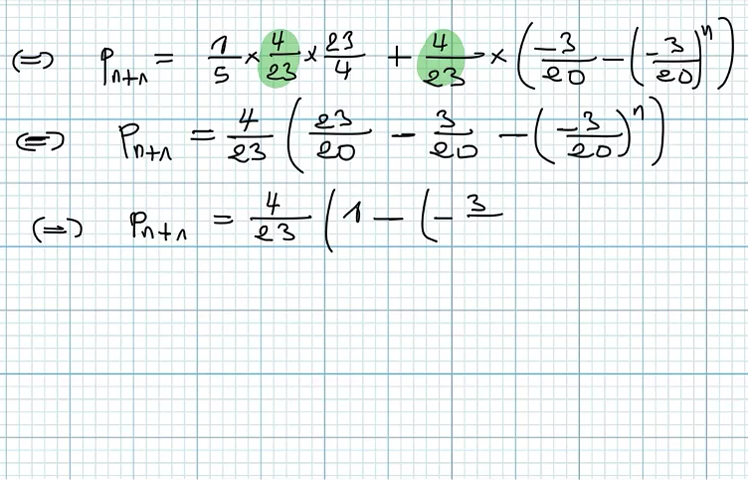 (⇔) P_{n+1} = 1/5 × 4/23 × 23/4 + 4/23 × (-3/20 - (-3/20)^n)
⇔) P_{n+1} = 4/23 (23/20 - 3/20 - (-3/20)^n)
(⇔) P_{n+1} = 4/23 (1 - (- 3